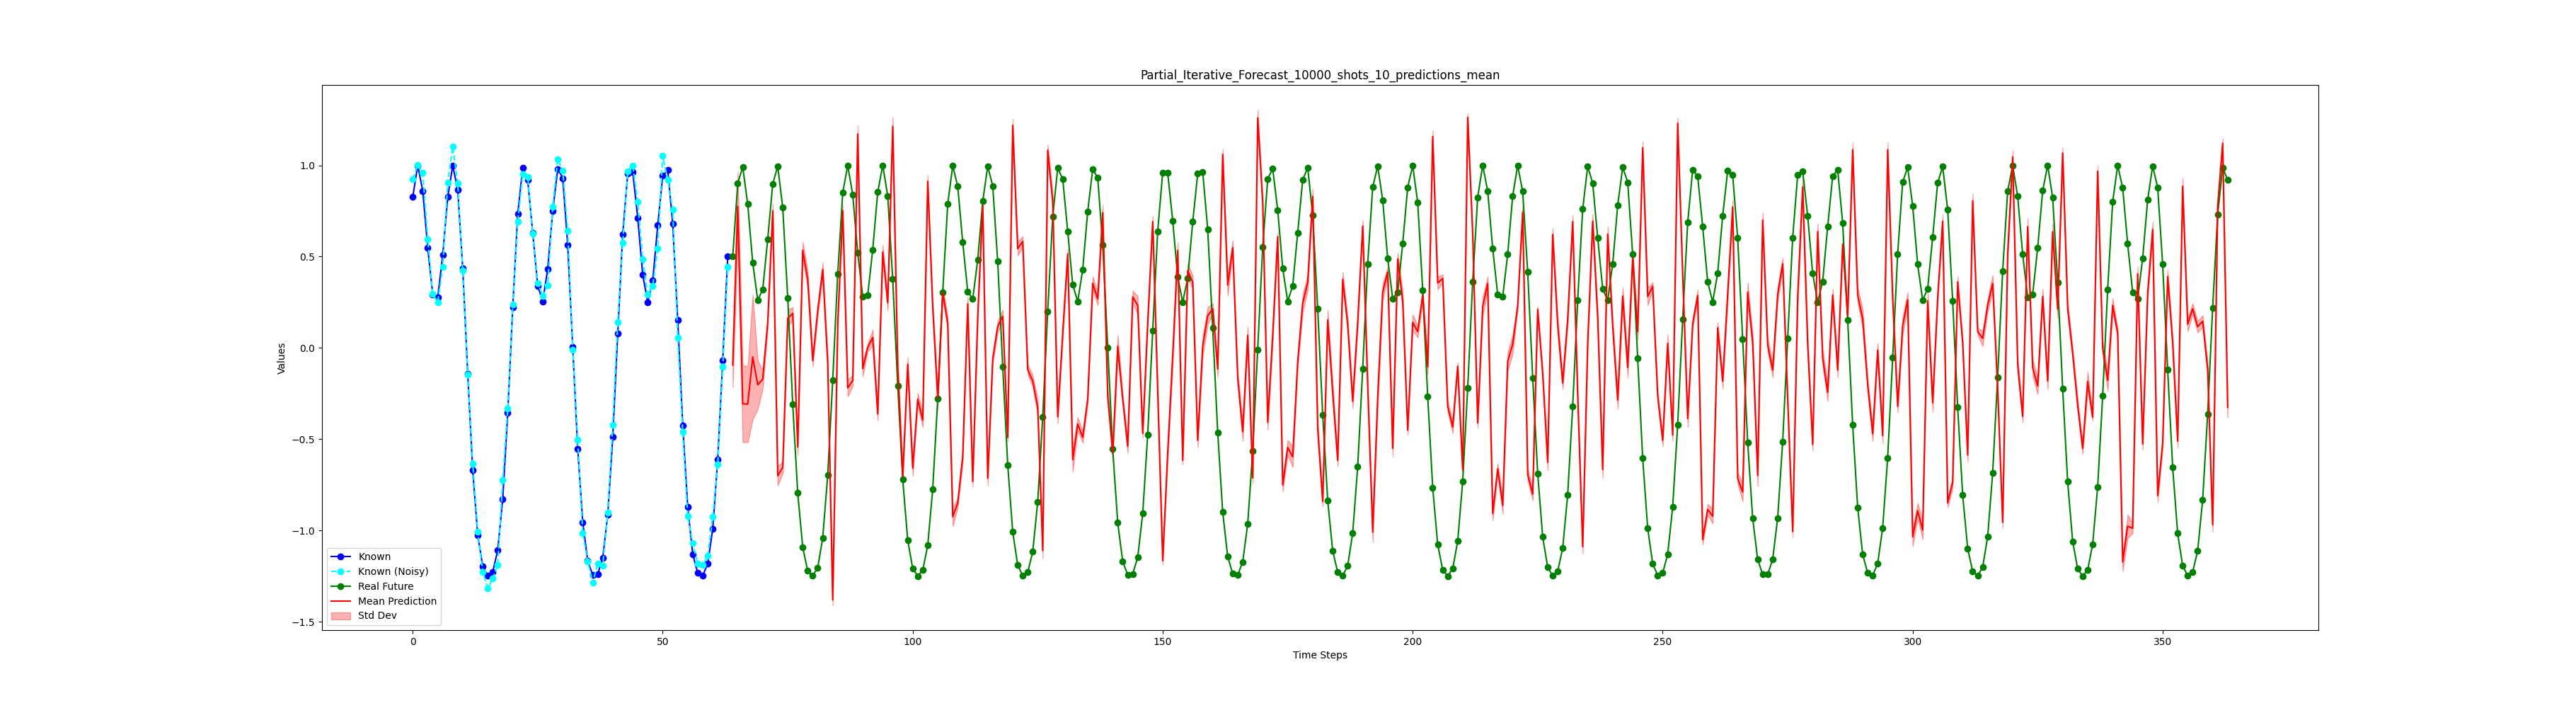 Partial_Iterative_Forecast_10000_shots_10_predictions_mean
Values
1.0
0.5
0.0
−0.5
−1.0
−1.5
Known
Known (Noisy)
Real Future
Mean Prediction
Std Dev
0 50 100 150 200 250 300 350
Time Steps